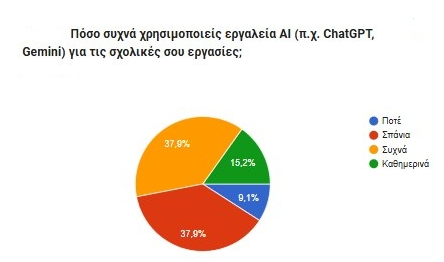 Πόσο συχνά χρησιμοποιείς εργαλεία AI (π.χ. ChatGPT,
Gemini) για τις σχολικές σου εργασίες;
37,9%
15,2%
9,1%
37,9%
Ποτέ
Σπάνια
Συχνά
Καθημερινά